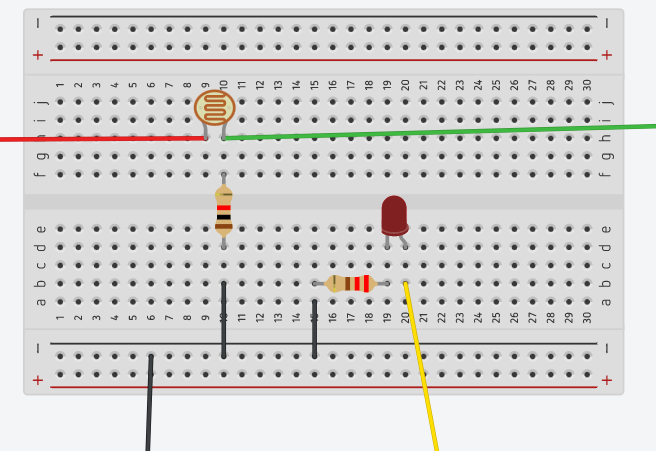 − −
+ +
1 2 3 4 5 6 7 8 9 10 11 12 13 14 15 16 17 18 19 20 21 22 23 24 25 26 27 28 29 30
j j
i i
h h
g g
f f
e e
d d
c c
b b
a a
1 2 3 4 5 6 7 8 9 10 11 12 13 14 15 16 17 18 19 20 21 22 23 24 25 26 27 28 29 30
− −
+ +